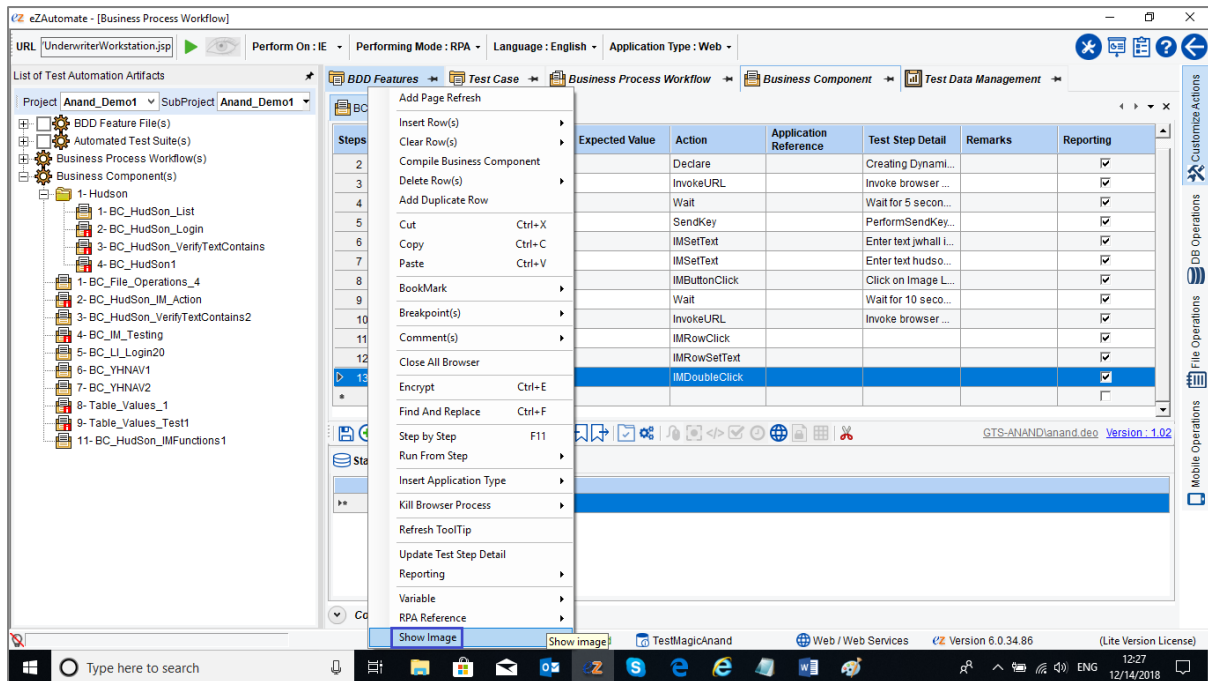 eZ eZAutomate - [Business Process Workflow]
URL 'UnderwriterWorkstation.jsp Perform On : IE Performing Mode : RPA Language : English Application Type : Web
List of Test Automation Artifacts
Project Anand_Demo1 SubProject Anand_Demo1
BDD Feature File(s)
Automated Test Suite(s)
Business Process Workflow(s)
Business Component(s)
1- Hudson
1- BC_HudSon_List
2- BC_HudSon_Login
3- BC_HudSon_VerifyTextContains
4- BC_HudSon1
1- BC_File_Operations_4
2- BC_HudSon_IM_Action
3- BC_HudSon_VerifyTextContains2
4- BC_IM_Testing
5- BC_LI_Login20
6- BC_YHNAV1
7- BC_YHNAV2
8- Table_Values_1
9- Table_Values_Test1
11- BC_HudSon_IMFunctions1
BDD Features Test Case Business Process Workflow Business Component Test Data Management
BC
Steps Expected Value Action Application Reference Test Step Detail Remarks Reporting
2 Declare Creating Dynami...
3 InvokeURL Invoke browser ...
4 Wait Wait for 5 secon...
5 SendKey PerformSendKey...
6 IMSetText Enter text jwhall i...
7 IMSetText Enter text hudso...
8 IMButtonClick Click on Image L...
9 Wait Wait for 10 seco...
10 InvokeURL Invoke browser ...
11 IMRowClick
12 IMRowSetText
13 IMDoubleClick
GTS-ANAND\anand.deo Version : 1.02
Sta
Co
Add Page Refresh
Insert Row(s)
Clear Row(s)
Compile Business Component
Delete Row(s)
Add Duplicate Row
Cut Ctrl+X
Copy Ctrl+C
Paste Ctrl+V
BookMark
Breakpoint(s)
Comment(s)
Close All Browser
Encrypt Ctrl+E
Find And Replace Ctrl+F
Step by Step F11
Run From Step
Insert Application Type
Kill Browser Process
Refresh ToolTip
Update Test Step Detail
Reporting
Variable
RPA Reference
Show Image
Show image
Customize Actions
DB Operations
File Operations
Mobile Operations
TestMagicAnand Web / Web Services eZ Version 6.0.34.86 (Lite Version License)
Type here to search
ENG 12:27
12/14/2018